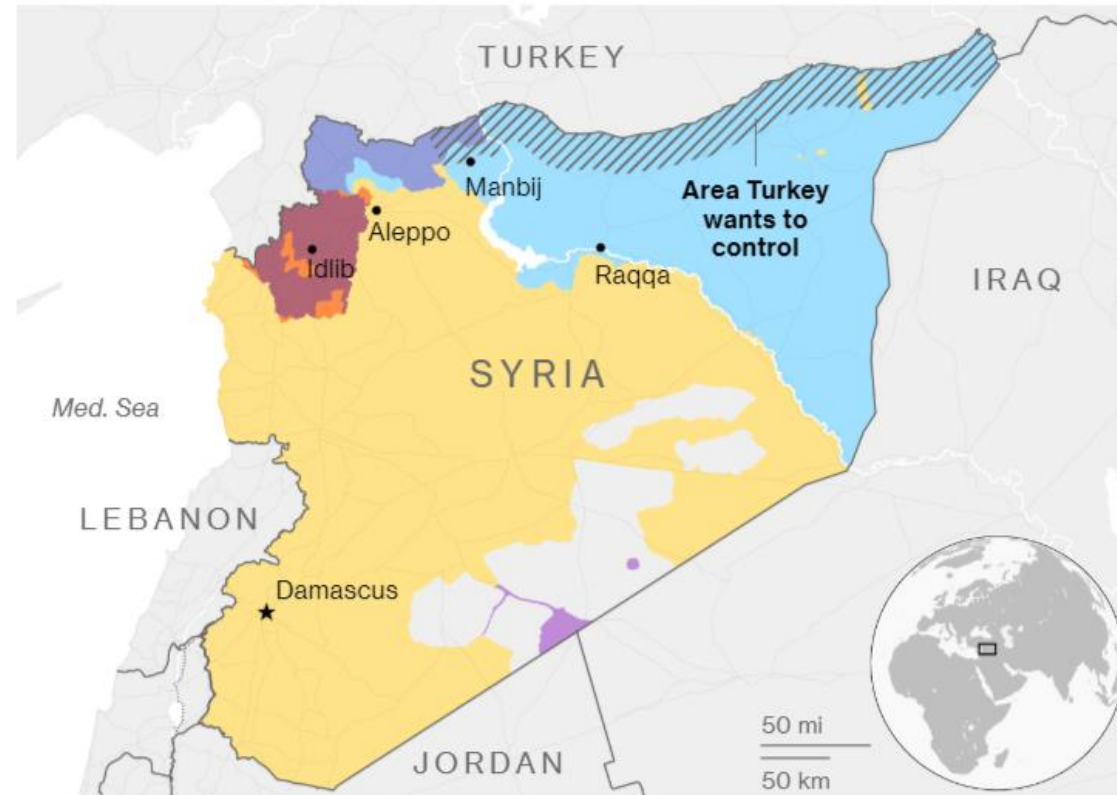 TURKEY
Manbij
Area Turkey
wants to
control
Aleppo
Idlib
Raqqa
IRAQ
SYRIA
Med. Sea
LEBANON
Damascus
50 mi
50 km
JORDAN